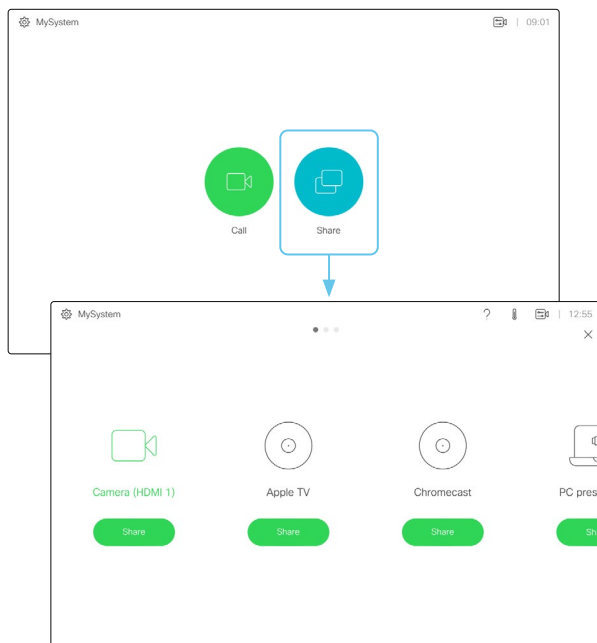 MySystem | 09:01
Call Share
MySystem ? | 12:55
Camera (HDMI 1) Apple TV Chromecast PC pres
Share Share Share Sh